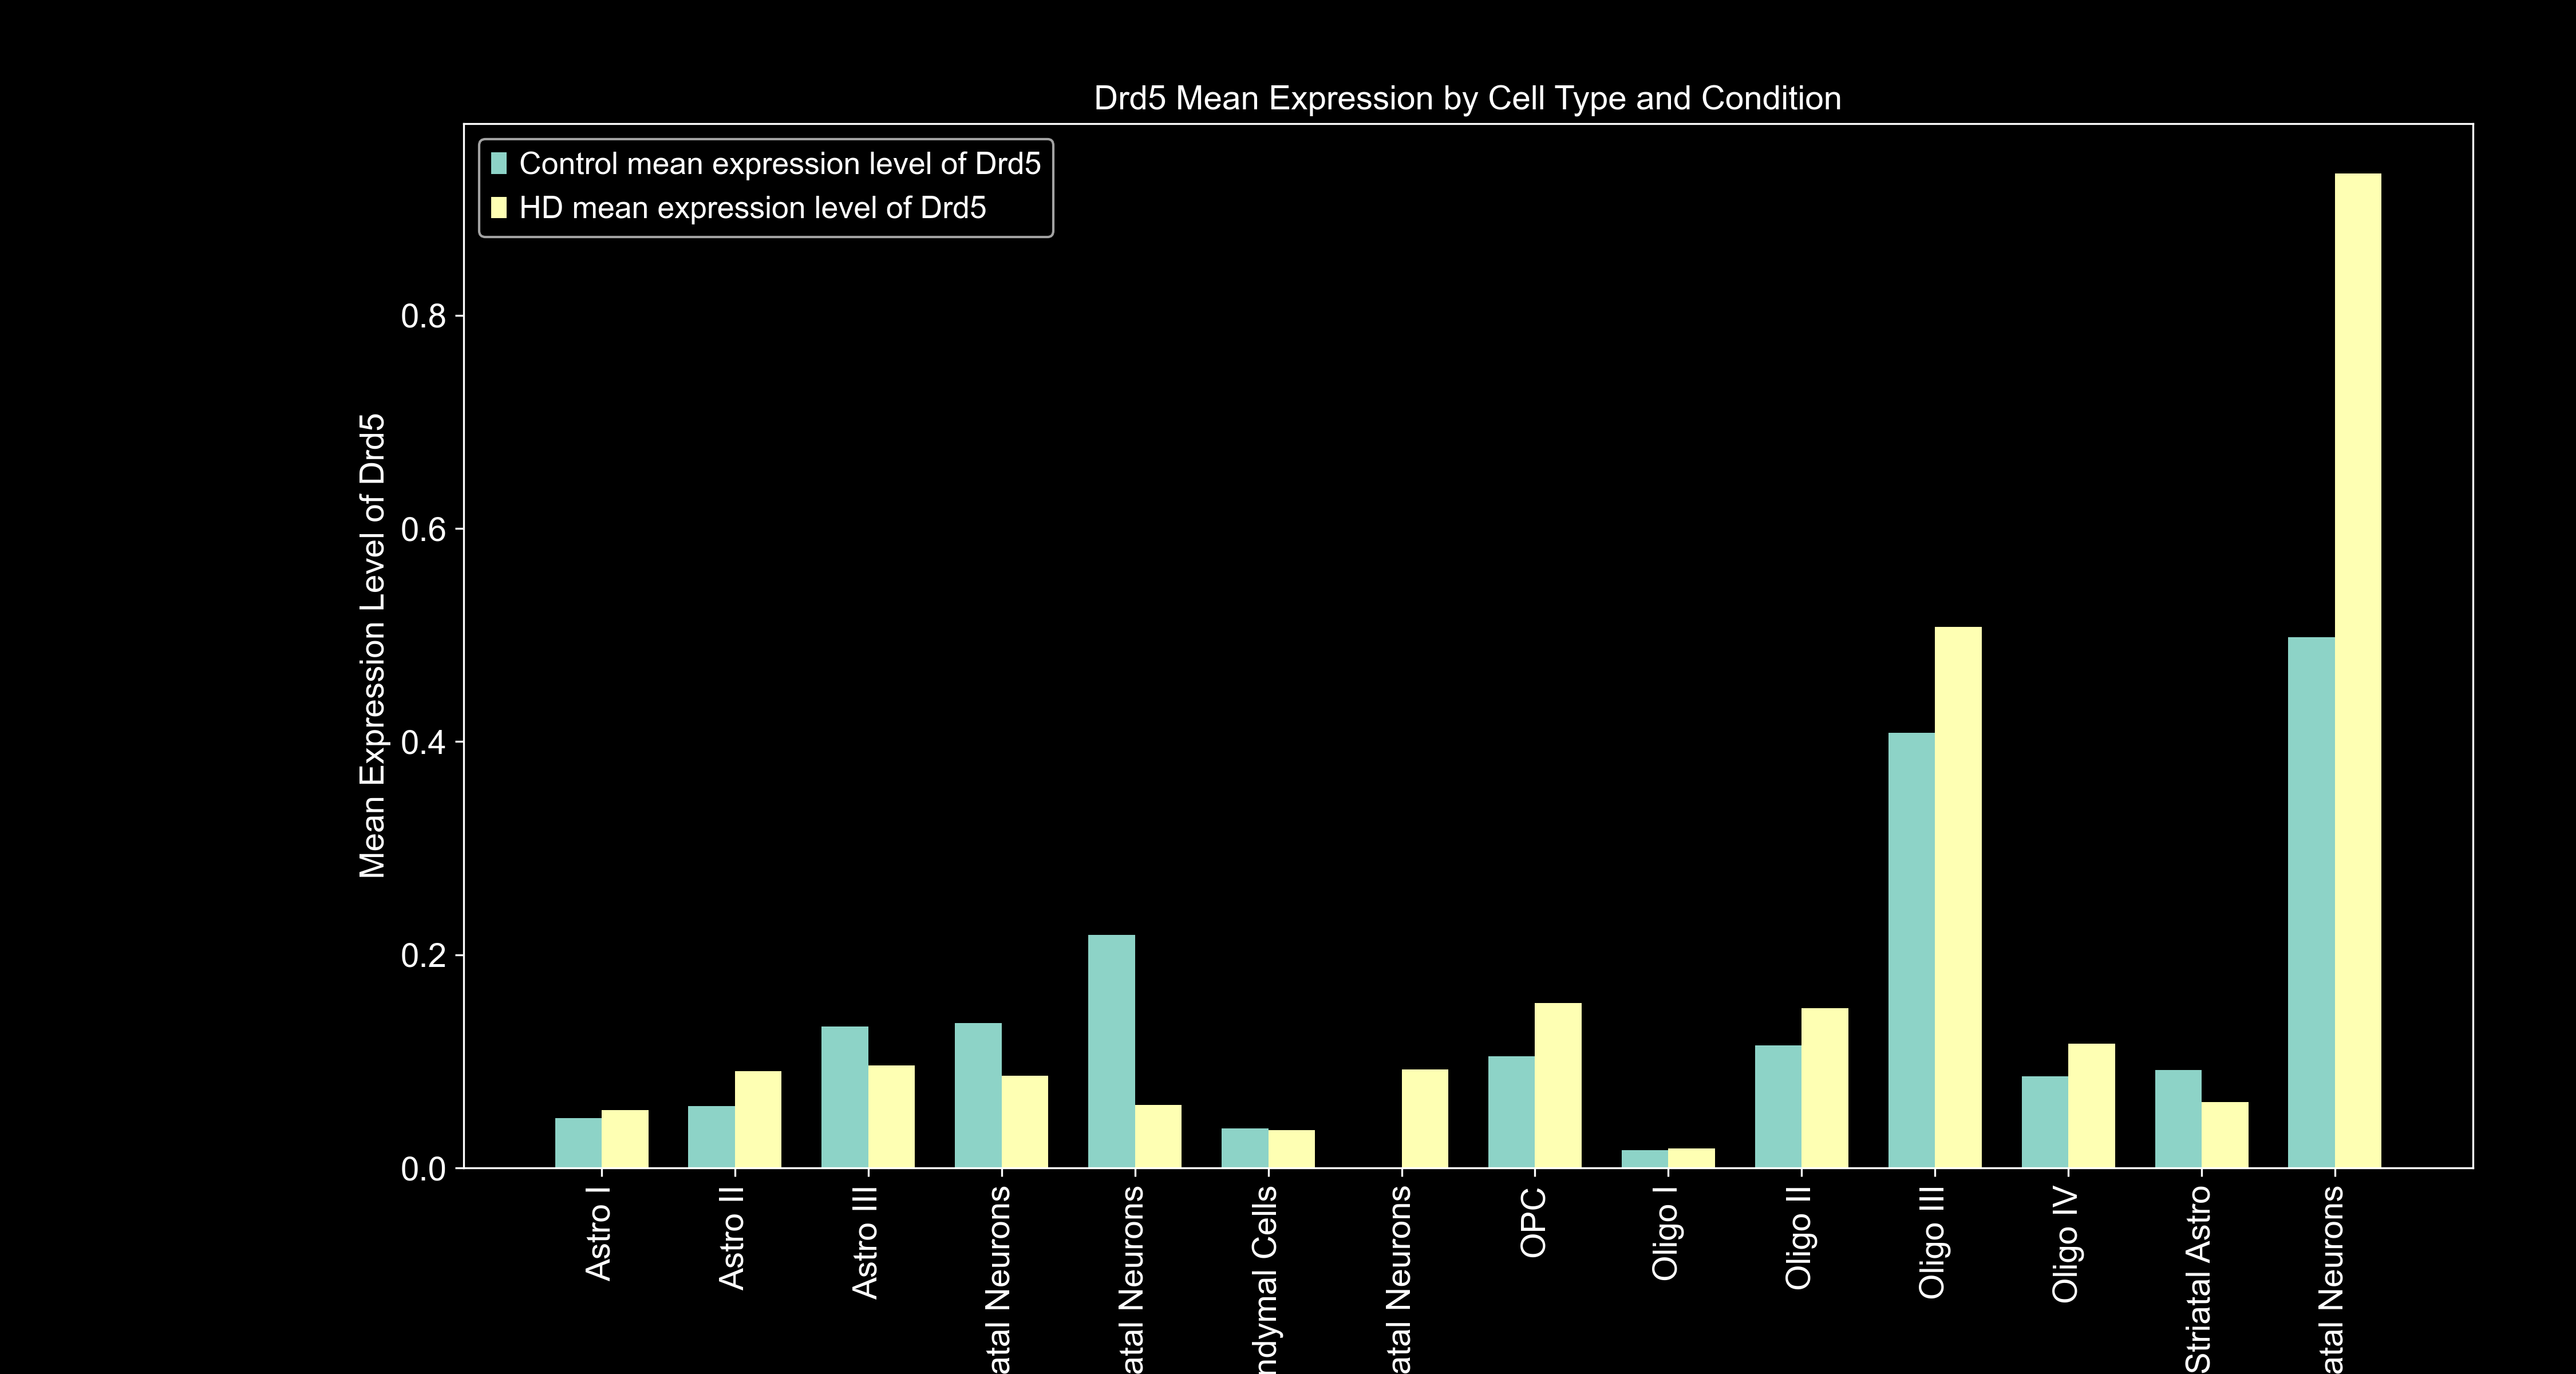 Drd5 Mean Expression by Cell Type and Condition
Control mean expression level of Drd5
HD mean expression level of Drd5
Mean Expression Level of Drd5
0.8
0.6
0.4
0.2
0.0
Astro I
Astro II
Astro III
atal Neurons
atal Neurons
ndymal Cells
atal Neurons
OPC
Oligo I
Oligo II
Oligo III
Oligo IV
Striatal Astro
atal Neurons